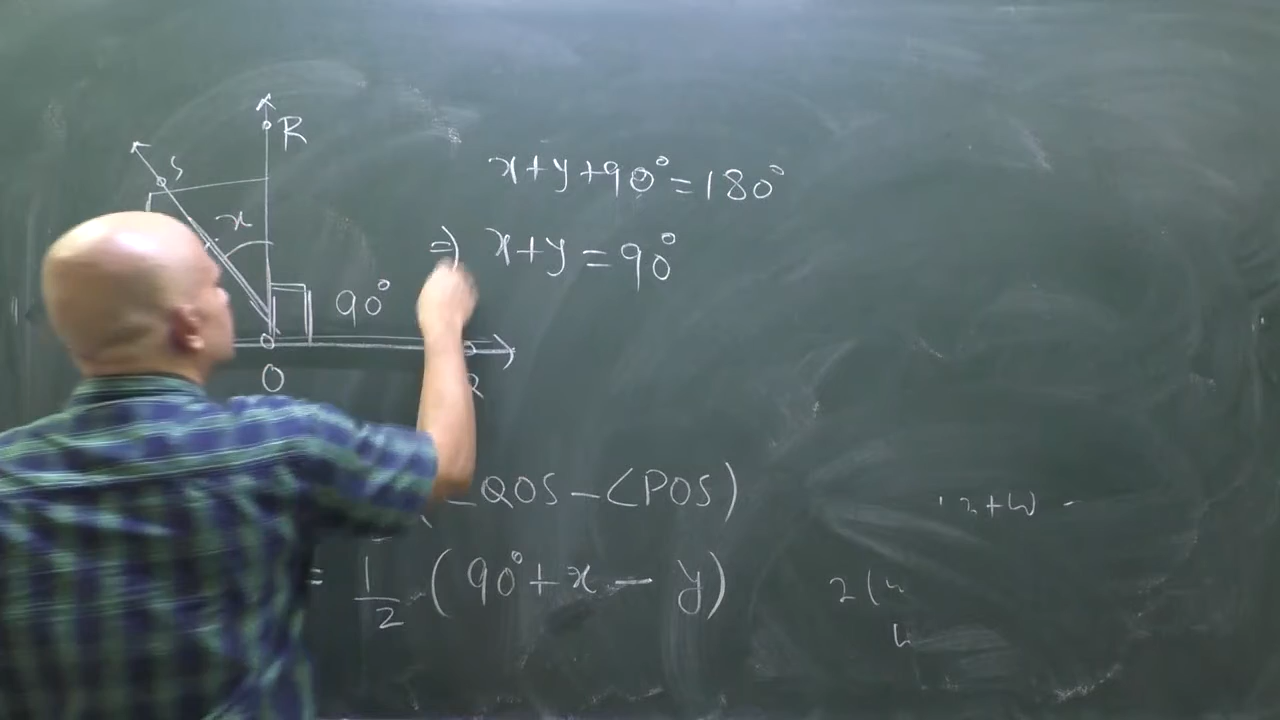 R
S
x
90°
O
x+y+90°=180°
⇒ x+y=90°
QOS-∠POS)
= 1/2 (90°+x-y)